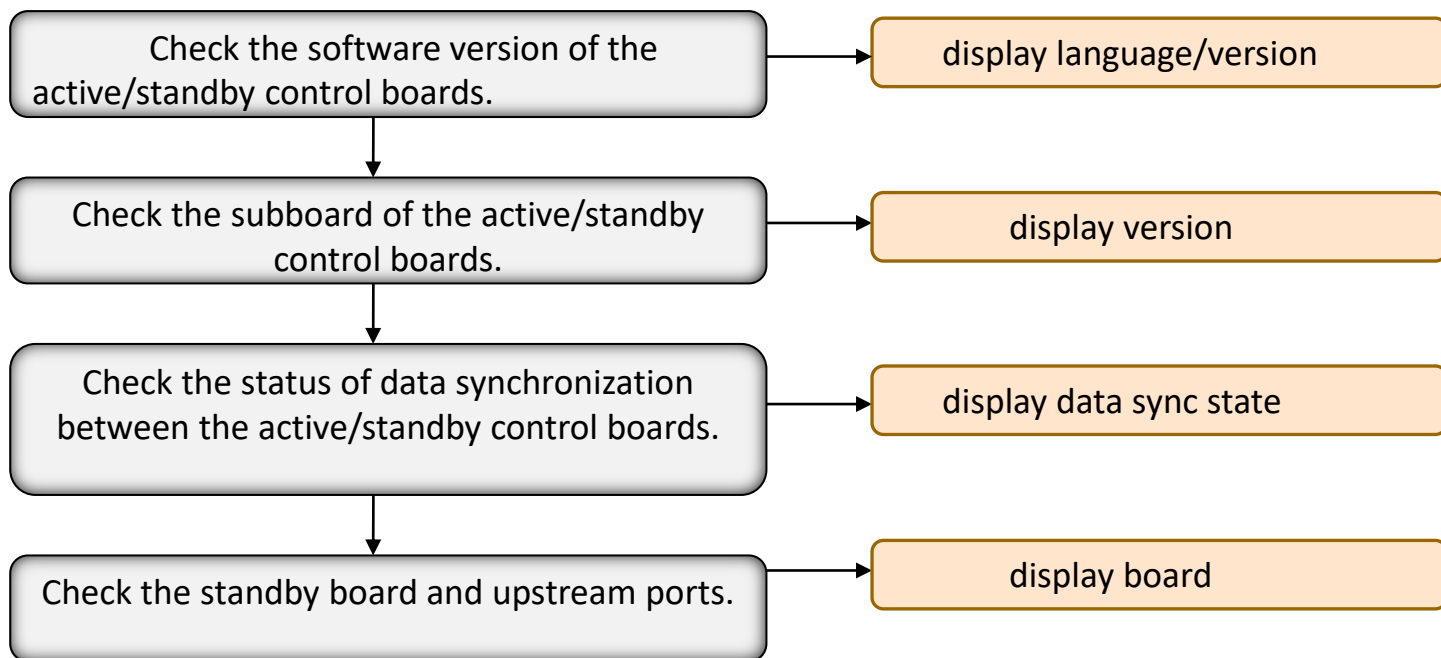 Check the software version of the
active/standby control boards.
display language/version
Check the subboard of the active/standby
control boards.
display version
Check the status of data synchronization
between the active/standby control boards.
display data sync state
Check the standby board and upstream ports.
display board